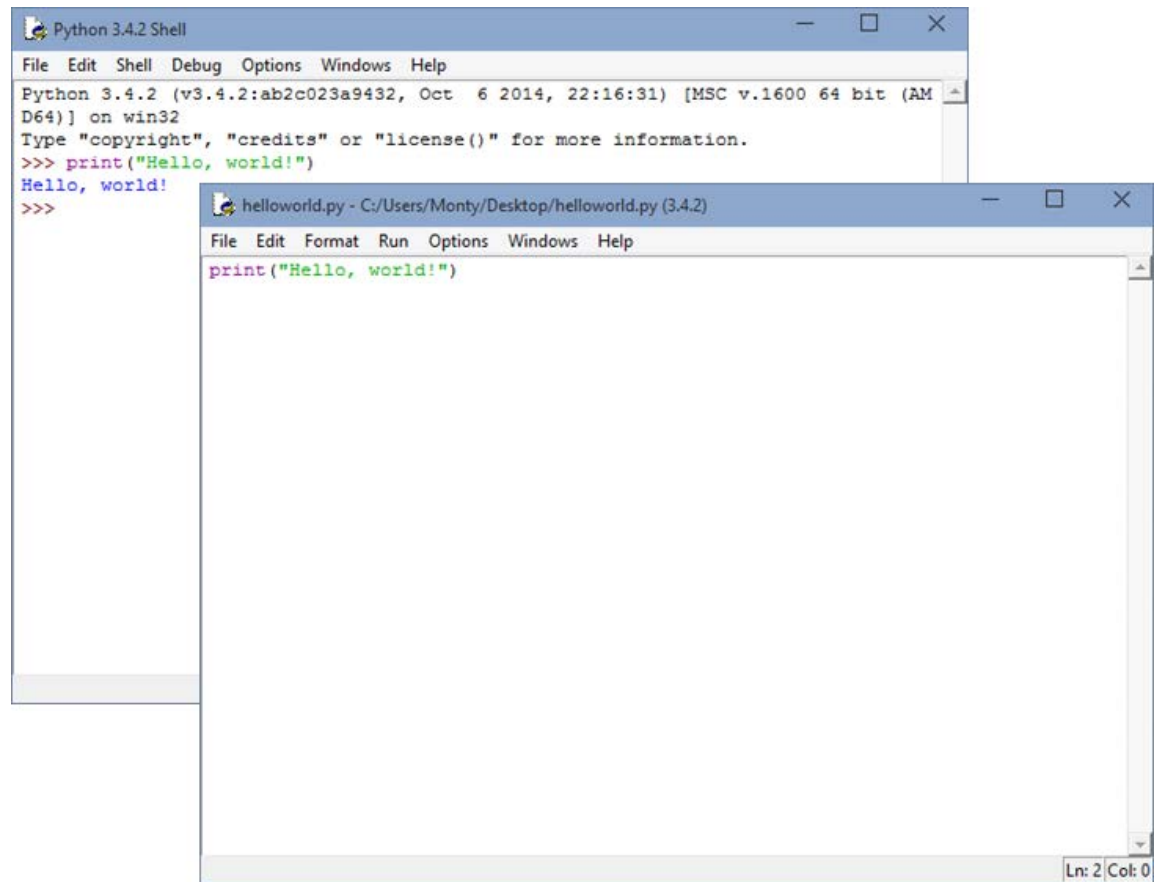 Python 3.4.2 Shell
File Edit Shell Debug Options Windows Help
Python 3.4.2 (v3.4.2:ab2c023a9432, Oct  6 2014, 22:16:31) [MSC v.1600 64 bit (AM
D64)] on win32
Type "copyright", "credits" or "license()" for more information.
>>> print("Hello, world!")
Hello, world!
>>>
helloworld.py - C:/Users/Monty/Desktop/helloworld.py (3.4.2)
File Edit Format Run Options Windows Help
print("Hello, world!")
Ln: 2 Col: 0